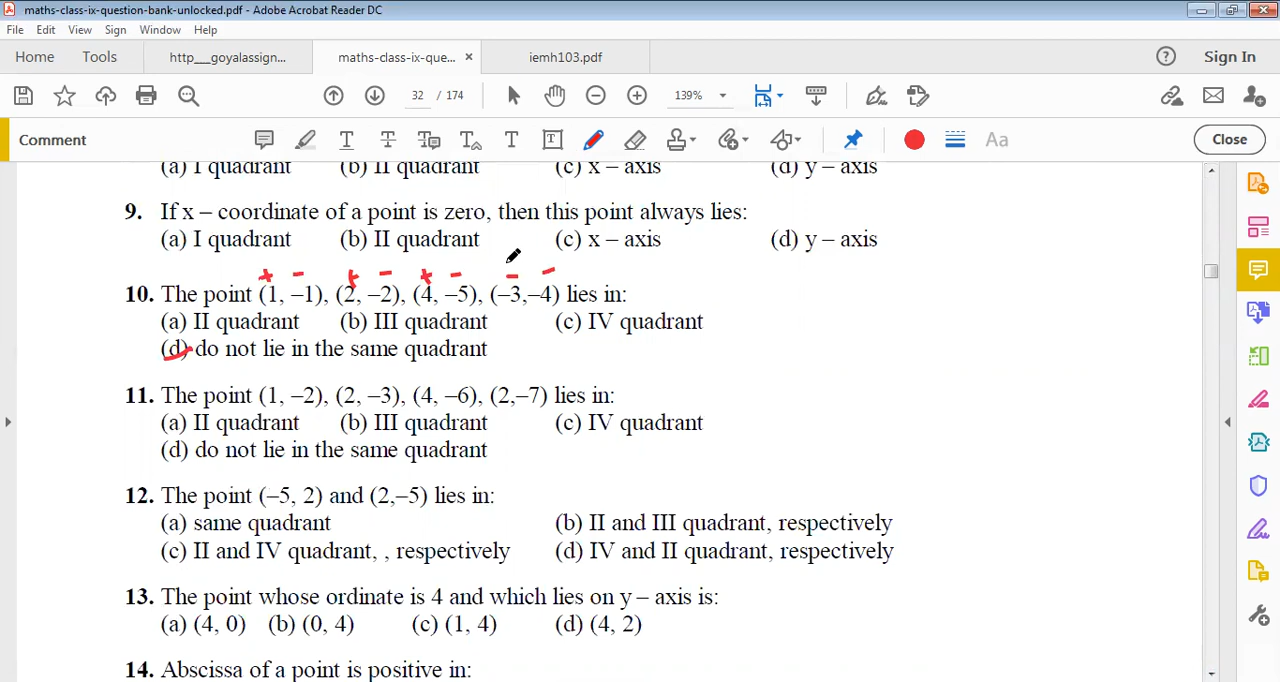 maths-class-ix-question-bank-unlocked.pdf - Adobe Acrobat Reader DC
File Edit View Sign Window Help
Home Tools http___goyalassign... maths-class-ix-que... × iemh103.pdf ? Sign In
32 / 174 139%
Comment Aa Close
(a) I quadrant (b) II quadrant (c) x – axis (d) y – axis
9. If x – coordinate of a point is zero, then this point always lies:
(a) I quadrant (b) II quadrant (c) x – axis (d) y – axis
+ – + – + – – –
10. The point (1, –1), (2, –2), (4, –5), (–3,–4) lies in:
(a) II quadrant (b) III quadrant (c) IV quadrant
(d) do not lie in the same quadrant
11. The point (1, –2), (2, –3), (4, –6), (2,–7) lies in:
(a) II quadrant (b) III quadrant (c) IV quadrant
(d) do not lie in the same quadrant
12. The point (–5, 2) and (2,–5) lies in:
(a) same quadrant (b) II and III quadrant, respectively
(c) II and IV quadrant, , respectively (d) IV and II quadrant, respectively
13. The point whose ordinate is 4 and which lies on y – axis is:
(a) (4, 0) (b) (0, 4) (c) (1, 4) (d) (4, 2)
14. Abscissa of a point is positive in: